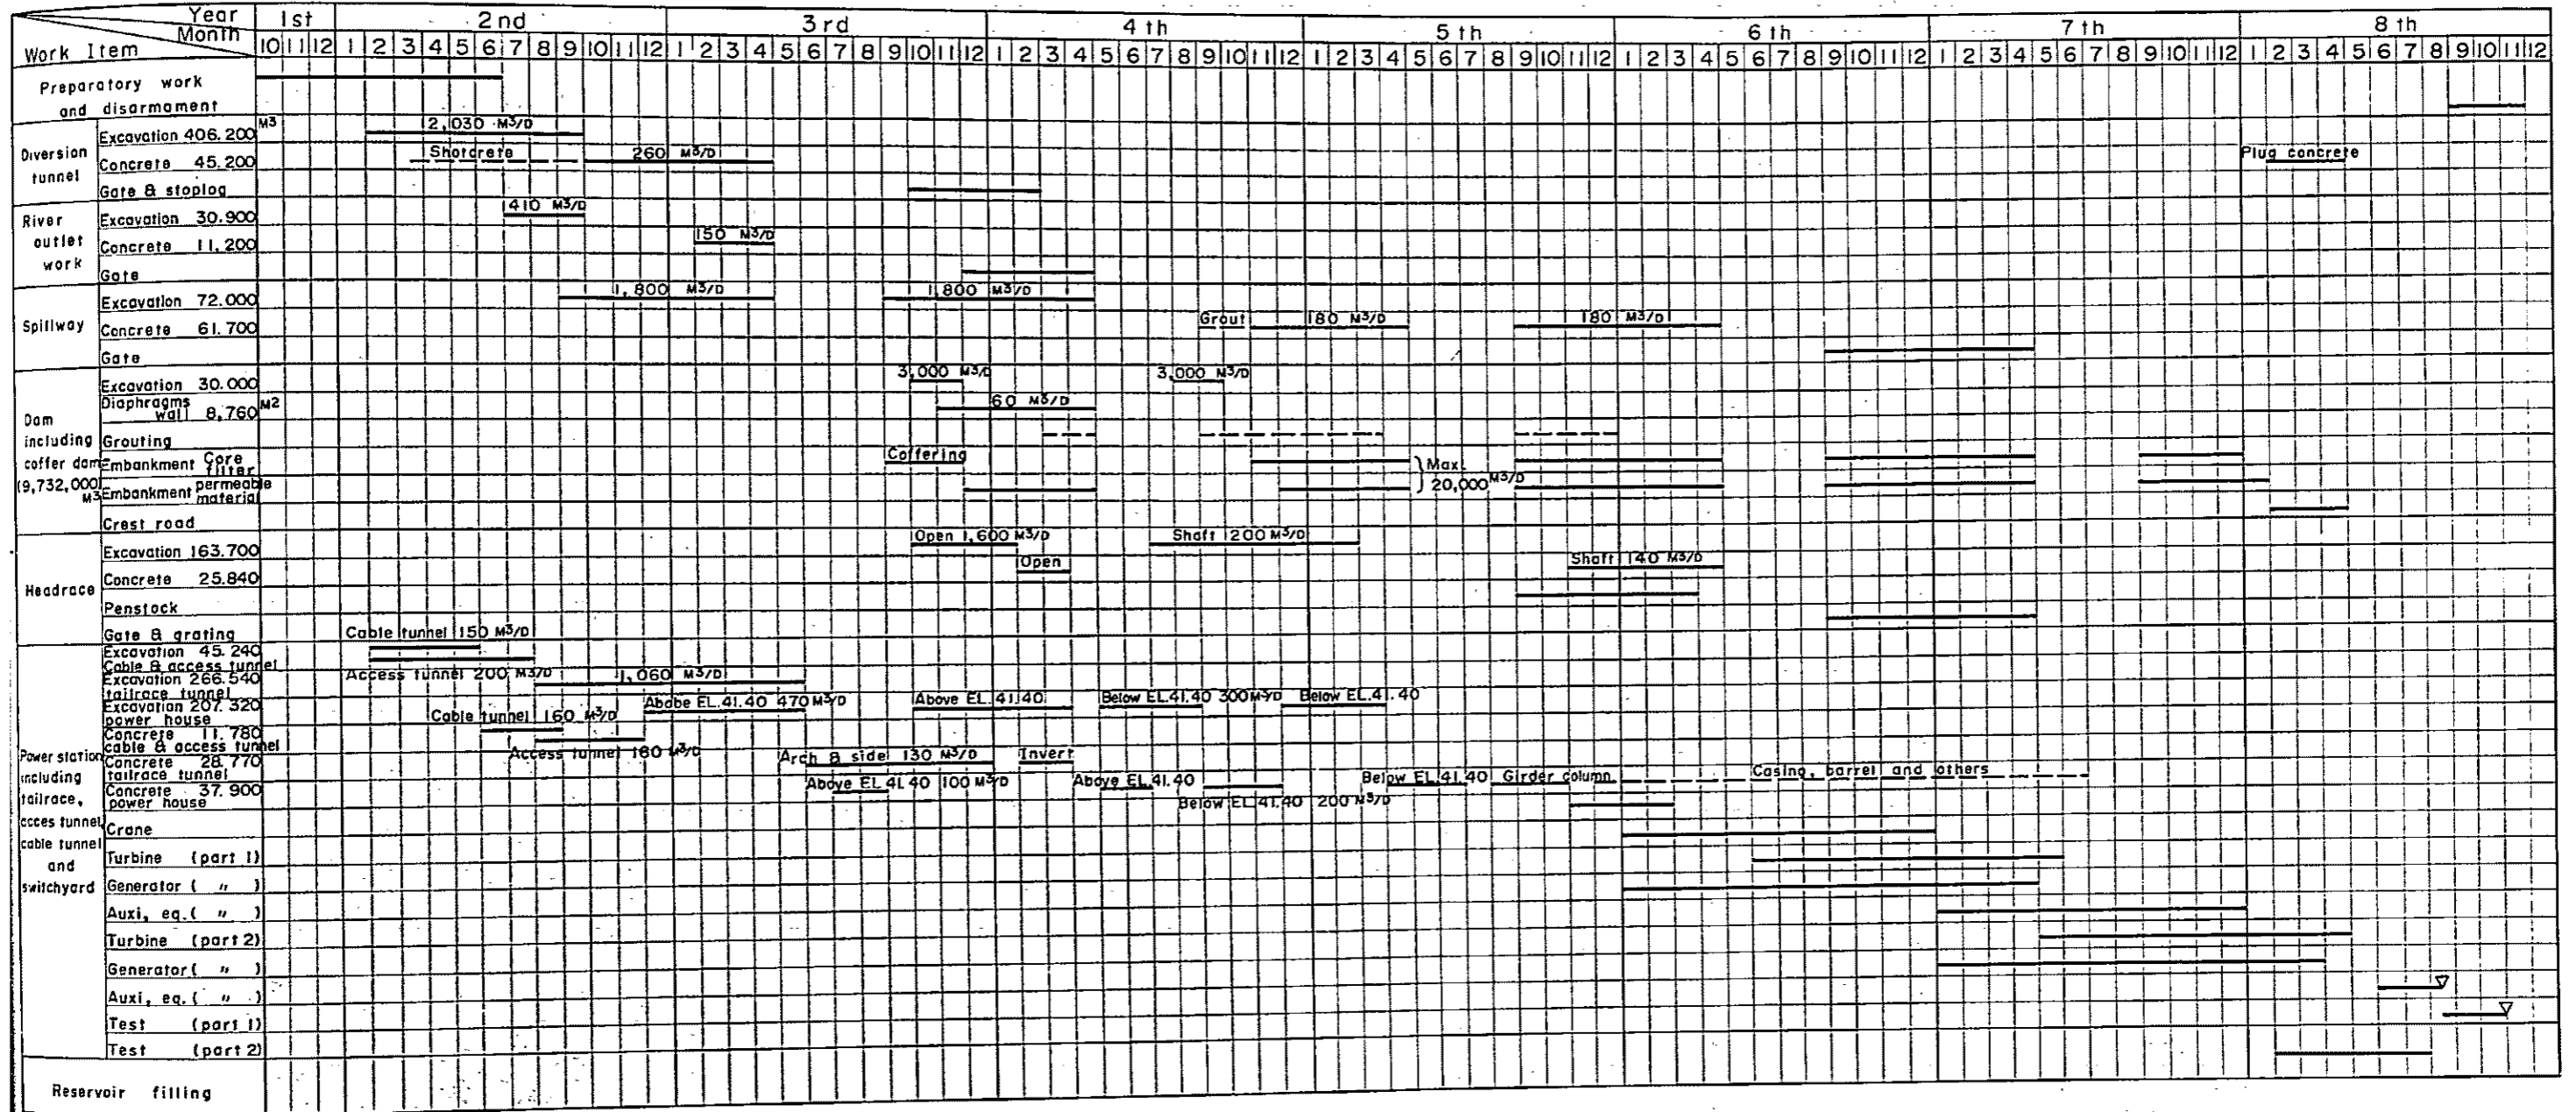 Year 1st 2nd 3rd 4th 5th 6th 7th 8th
Month
Work Item 10 11 12 1 2 3 4 5 6 7 8 9 10 11 12 1 2 3 4 5 6 7 8 9 10 11 12 1 2 3 4 5 6 7 8 9 10 11 12 1 2 3 4 5 6 7 8 9 10 11 12 1 2 3 4 5 6 7 8 9 10 11 12 1 2 3 4 5 6 7 8 9 10 11 12 1 2 3 4 5 6 7 8 9 10 11 12
Preparatory work
and disarmament
Diversion
tunnel
Excavation 406.200 M3 2,030 M3/D
Concrete 45.200 Shotcrete 260 M3/D Plug concrete
Gate & stoplog
River
outlet
work
Excavation 30.900 410 M3/D
Concrete 11.200 150 M3/D
Gate
Spillway
Excavation 72.000 1,800 M3/D 1,800 M3/D
Concrete 61.700 Grout 180 M3/D 180 M3/D
Gate
Dam
including
coffer dam
(9,732,000)
M3
Excavation 30.000 3,000 M3/D 3,000 M3/D
Diaphragms
wall 8,760 M2 60 M3/D
Grouting
Embankment Core
filter Coffering Max.
20,000 M3/D
Embankment permeable
material
Crest road
Headrace
Excavation 163.700 Open 1,600 M3/D Shaft 200 M3/D
Concrete 25.840 Open Shaft 140 M3/D
Penstock
Gate & grating
Power station
including
tailrace,
acces tunnel,
cable tunnel
and
switchyard
Cable tunnel 150 M3/D
Excavation 45.240
Cable & access tunnel Access tunnel 200 M3/D
Excavation 266.540
tailrace tunnel 1,060 M3/D
Excavation 207.320
power house Above EL.41.40 470 M3/D Above EL.41.40 Below EL.41.40 300 M3/D Below EL.41.40
Concrete 11.780
cable & access tunnel Cable tunnel 160 M3/D Access tunnel 160 M3/D
Concrete 28.770
tailrace tunnel Arch & side 130 M3/D Invert
Concrete 37.900
power house Above EL.41.40 100 M3/D Above EL.41.40 Below EL.41.40 200 M3/D Below EL.41.40 Girder column Casing, barrel and others
Crane
Turbine (part 1)
Generator ( " )
Auxi, eq. ( " )
Turbine (part 2)
Generator ( " )
Auxi, eq. ( " )
Test (part 1)
Test (part 2)
Reservoir filling